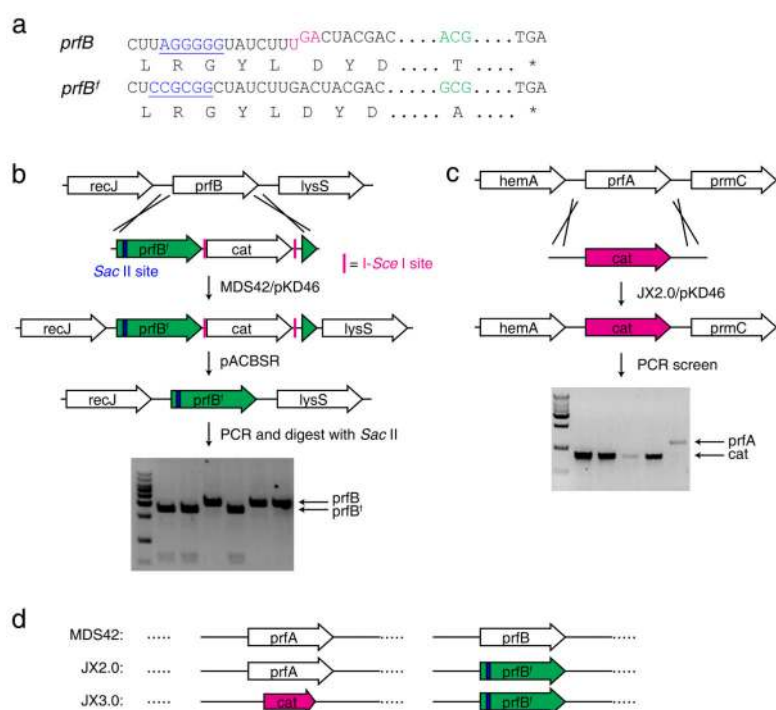 a
prfB CUUAGGGGGUAUCUUUGACUACGAC....ACG....TGA
L R G Y L D Y D .... T .... *
prfBᶠ CUCCGCGGCUAUCUUGACUACGAC.....GCG....TGA
L R G Y L D Y D ..... A .... *
b
recJ prfB lysS
prfBᶠ cat
Sac II site
= I-Sce I site
MDS42/pKD46
recJ prfBᶠ cat lysS
pACBSR
recJ prfBᶠ lysS
PCR and digest with Sac II
prfB
prfBᶠ
c
hemA prfA prmC
cat
JX2.0/pKD46
hemA cat prmC
PCR screen
prfA
cat
d
MDS42: ..... prfA ..... prfB .....
JX2.0: ..... prfA ..... prfBᶠ .....
JX3.0: ..... cat ..... prfBᶠ .....